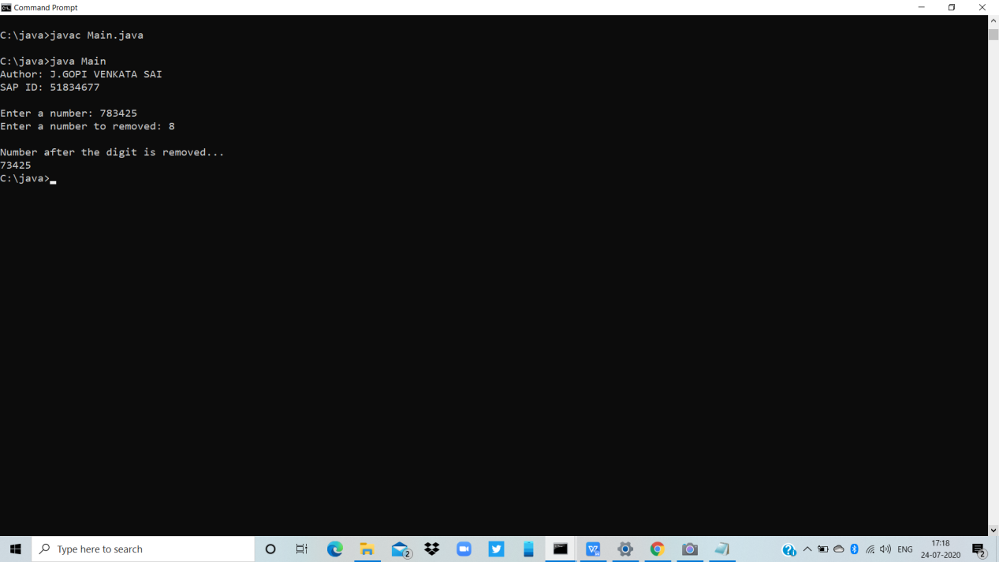 Command Prompt
C:\java>javac Main.java
C:\java>java Main
Author: J.GOPI VENKATA SAI
SAP ID: 51834677
Enter a number: 783425
Enter a number to removed: 8
Number after the digit is removed...
73425
C:\java>
Type here to search
2
ENG
17:18
24-07-2020
2